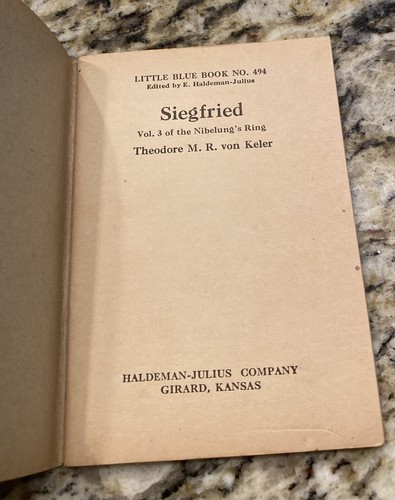 LITTLE BLUE BOOK NO. 494
Edited by E. Haldeman-Julius
Siegfried
Vol. 3 of the Nibelung's Ring
Theodore M. R. von Keler
HALDEMAN-JULIUS COMPANY
GIRARD, KANSAS